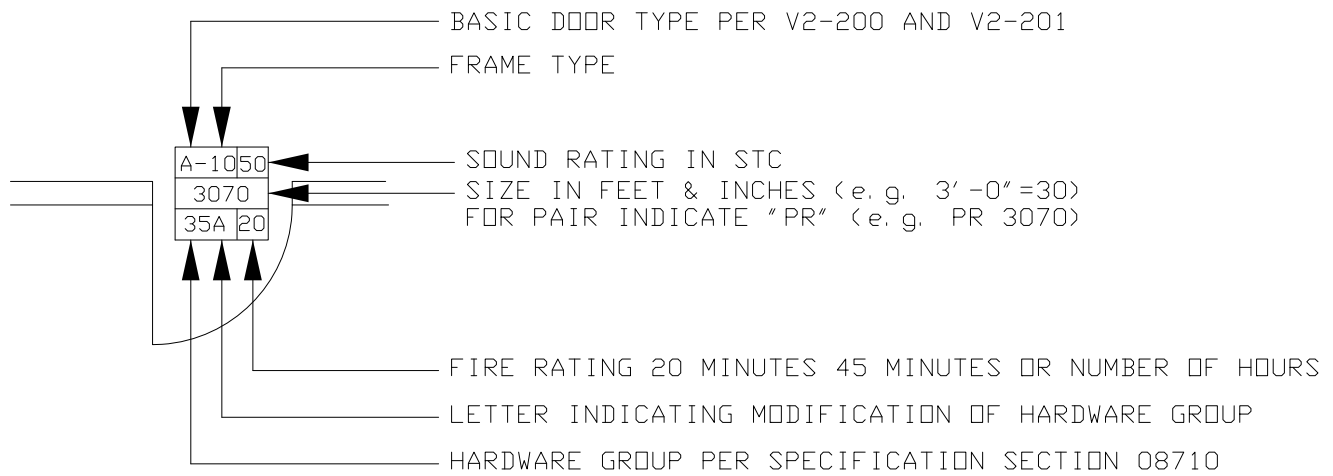 BASIC DOOR TYPE PER V2-200 AND V2-201
FRAME TYPE
A-10 50
SOUND RATING IN STC
3070
SIZE IN FEET & INCHES (e.g. 3'-0"=30)
FOR PAIR INDICATE "PR" (e.g. PR 3070)
35A 20
FIRE RATING 20 MINUTES 45 MINUTES OR NUMBER OF HOURS
LETTER INDICATING MODIFICATION OF HARDWARE GROUP
HARDWARE GROUP PER SPECIFICATION SECTION 08710